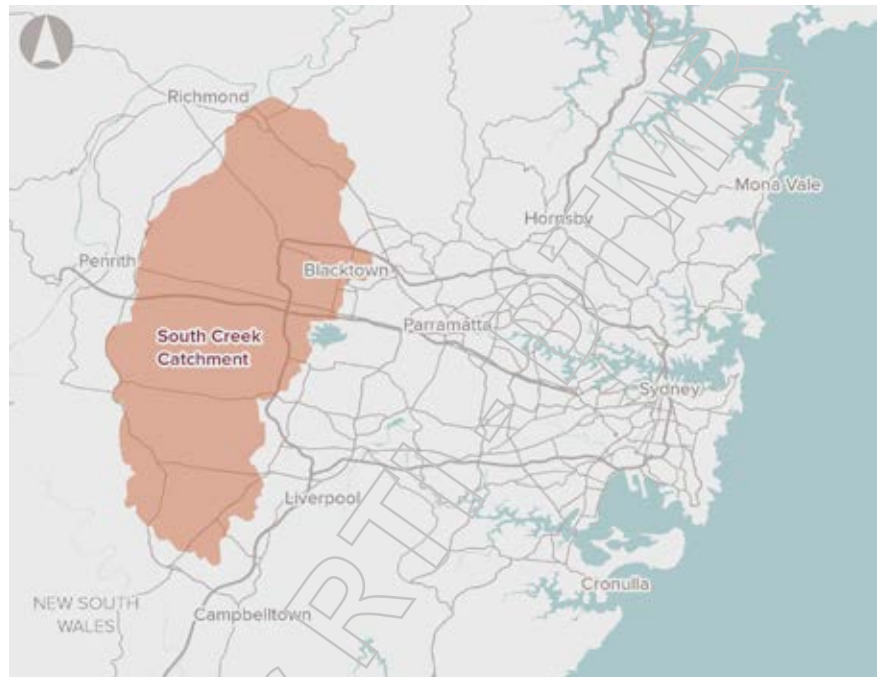 Richmond
Mona Vale
Hornsby
Penrith
Blacktown
Parramatta
South Creek
Catchment
Sydney
Liverpool
Cronulla
NEW SOUTH
WALES
Campbelltown